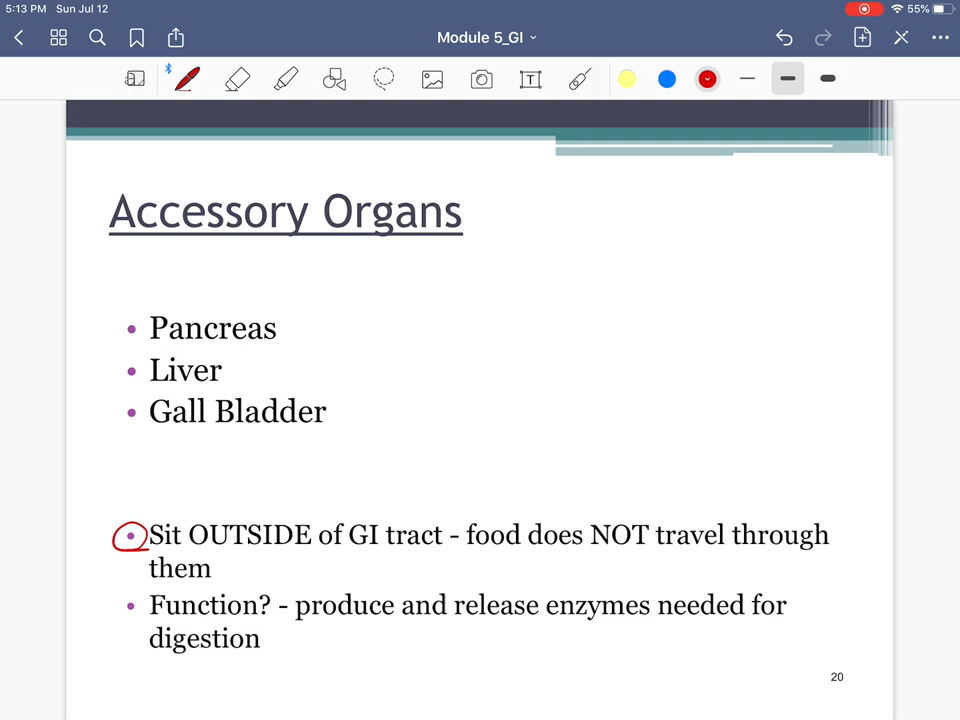 5:13 PM Sun Jul 12
55%
Module 5_GI
T
Accessory Organs
• Pancreas
• Liver
• Gall Bladder
• Sit OUTSIDE of GI tract - food does NOT travel through
them
• Function? - produce and release enzymes needed for
digestion
20